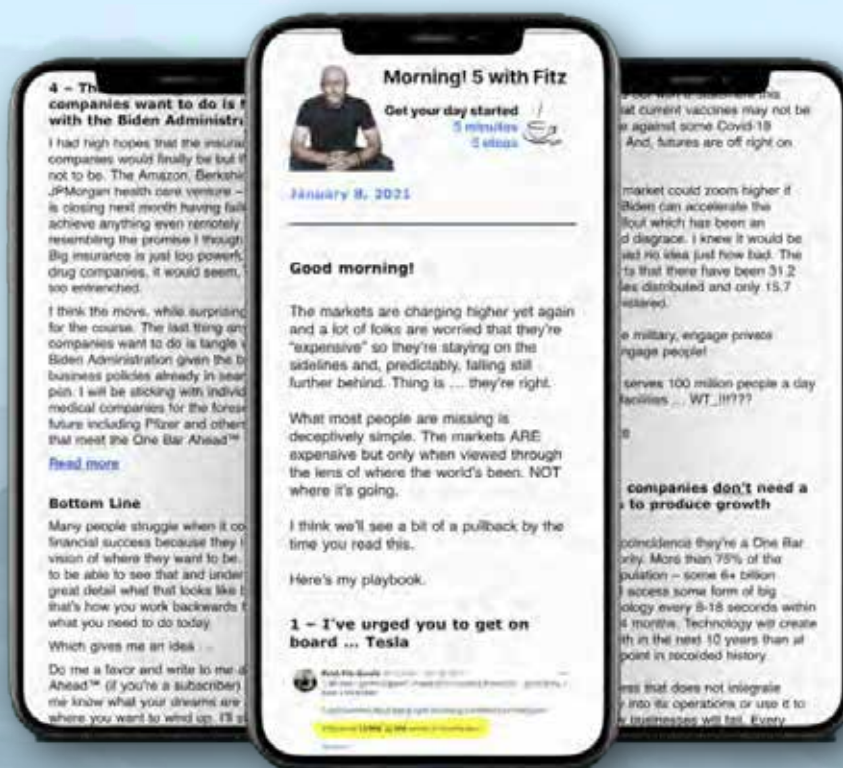 4 – Th
companies want to do is
with the Biden Administr
I had high hopes that the insura
companies would finally be but t
not to be. The Amazon, Berkshi
JPMorgan health care venture –
is closing next month having fail
achieve anything even remotely
resembling the promise I though
Big insurance is just too powerf
drug companies, it would seem,
too entrenched.
I think the move, while surprising
for the course. The last thing
companies want to do is tangle
Biden Administration given the b
business policies already in
pen. I will be sticking with individ
medical companies for the
future including Pfizer and others
that meet the One Bar Ahead™
Read more
Bottom Line
Many people struggle when it co
financial success because they
vision of where they want to be.
to be able to see that and under
great detail what that looks like
that's how you work backwards
what you need to do today.
Which gives me an idea ...
Do me a favor and write to me a
Ahead™ (if you're a subscriber)
me know what your dreams are
where you want to wind up. I'll s
Morning! 5 with Fitz
Get your day started
5 minutes
5 steps
January 8, 2021
Good morning!
The markets are charging higher yet again
and a lot of folks are worried that they're
"expensive" so they're staying on the
sidelines and, predictably, falling still
further behind. Thing is ... they're right.
What most people are missing is
deceptively simple. The markets ARE
expensive but only when viewed through
the lens of where the world's been. NOT
where it's going.
I think we'll see a bit of a pullback by the
time you read this.
Here's my playbook.
1 – I've urged you to get on
board ... Tesla
at current vaccines may not be
against some Covid-19
And, futures are off right on
market could zoom higher if
Biden can accelerate the
which has been an
disgrace. I knew it would be
no idea just how bad. The
that there have been 31.2
distributed and only 15.7
military, engage private
ngage people!
serves 100 million people a day
facilities ... WT_!!!???
companies don't need a
to produce growth
coincidence they're a One Bar
ority. More than 75% of the
pulation – some 6+ billion
access some form of big
ology every 8-18 seconds within
months. Technology will create
th in the next 10 years than at
point in recorded history.
ess that does not integrate
into its operations or use it to
businesses will fail. Every